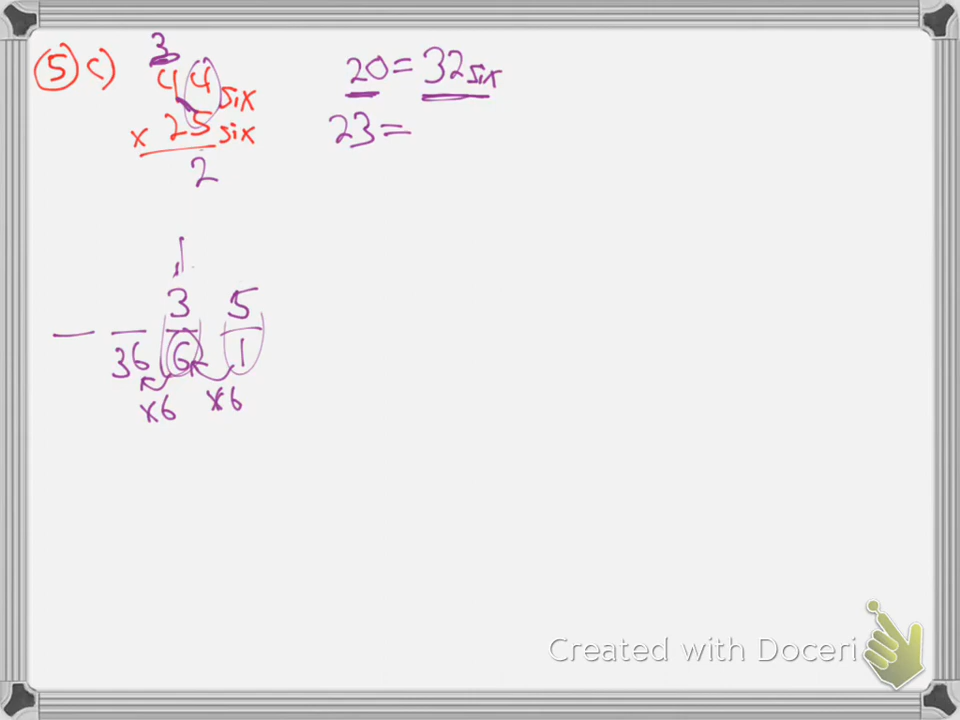 ⑤ c) 3
44six 20 = 32six
x 25six 23 =
2
1
3 5
36 6 1
x6 x6
Created with Doceri